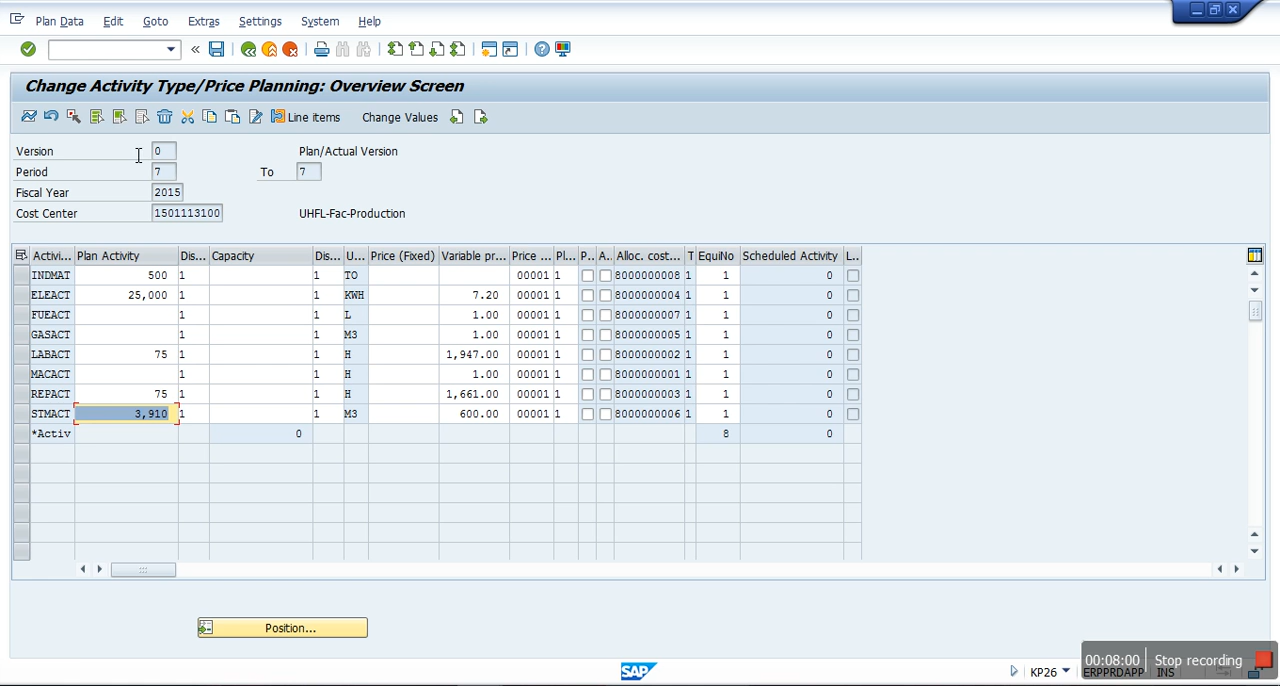 Plan Data Edit Goto Extras Settings System Help
Change Activity Type/Price Planning: Overview Screen
Line items Change Values
Version 0 Plan/Actual Version
Period 7 To 7
Fiscal Year 2015
Cost Center 1501113100 UHFL-Fac-Production
Activi... Plan Activity Dis... Capacity Dis... U... Price (Fixed) Variable pr... Price ... Pl... P.. A.. Alloc. cost... T EquiNo Scheduled Activity L..
INDMAT 500 1 1 TO 00001 1 8000000008 1 1 0
ELEACT 25,000 1 1 KWH 7.20 00001 1 8000000004 1 1 0
FUEACT 1 1 L 1.00 00001 1 8000000007 1 1 0
GASACT 1 1 M3 1.00 00001 1 8000000005 1 1 0
LABACT 75 1 1 H 1,947.00 00001 1 8000000002 1 1 0
MACACT 1 1 H 1.00 00001 1 8000000001 1 1 0
REPACT 75 1 1 H 1,661.00 00001 1 8000000003 1 1 0
STMACT 3,910 1 1 M3 600.00 00001 1 8000000006 1 1 0
*Activ 0 8 0
Position...
00:08:00 Stop recording
SAP KP26 ERPPRDAPP INS